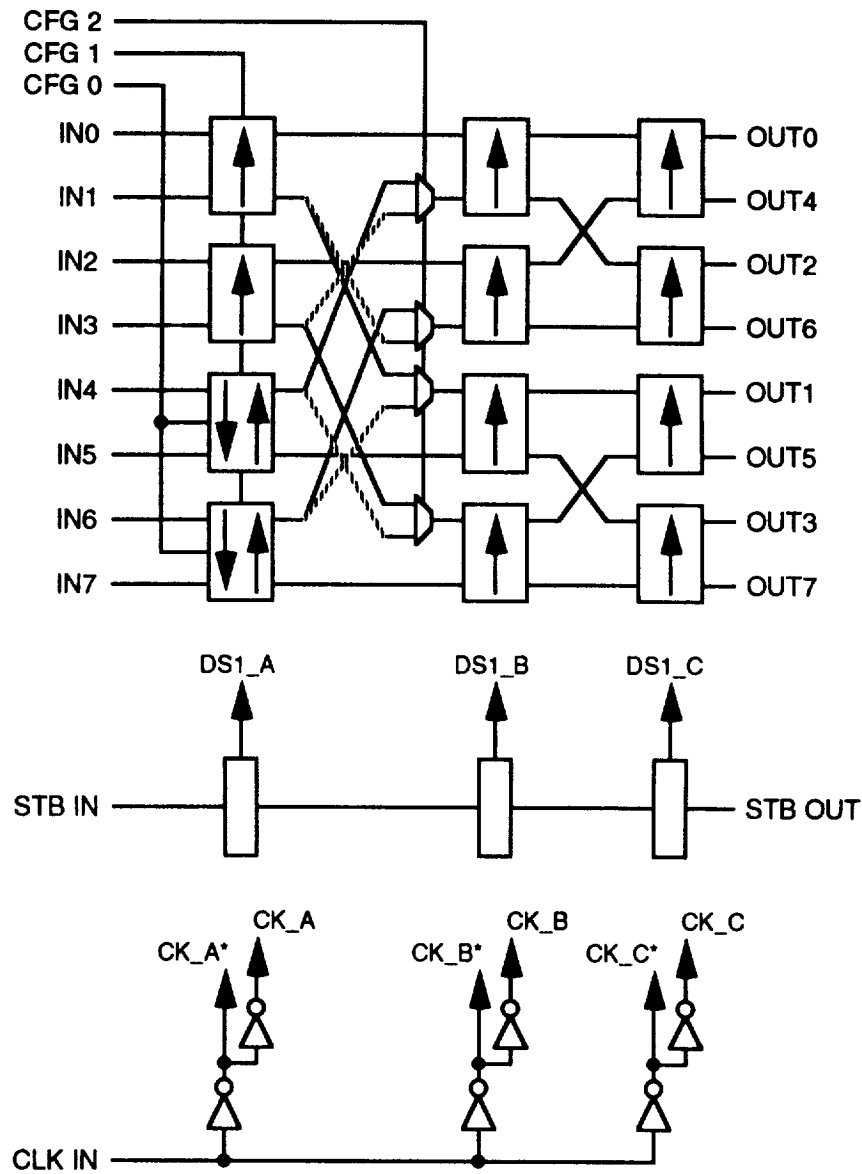 CFG 2
CFG 1
CFG 0
IN0
OUT0
IN1
OUT4
IN2
OUT2
IN3
OUT6
IN4
OUT1
IN5
OUT5
IN6
OUT3
IN7
OUT7
DS1_A
DS1_B
DS1_C
STB IN
STB OUT
CK_A
CK_B
CK_C
CK_A*
CK_B*
CK_C*
CLK IN